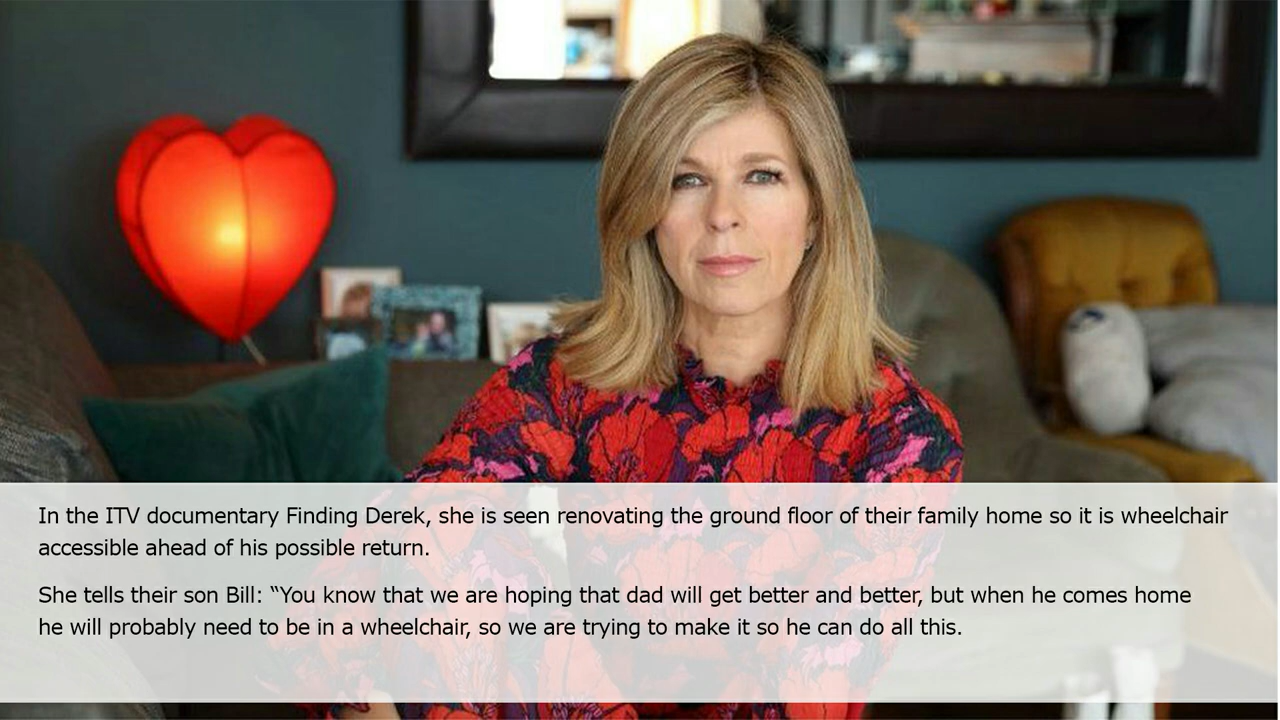 In the ITV documentary Finding Derek, she is seen renovating the ground floor of their family home so it is wheelchair
accessible ahead of his possible return.
She tells their son Bill: “You know that we are hoping that dad will get better and better, but when he comes home
he will probably need to be in a wheelchair, so we are trying to make it so he can do all this.